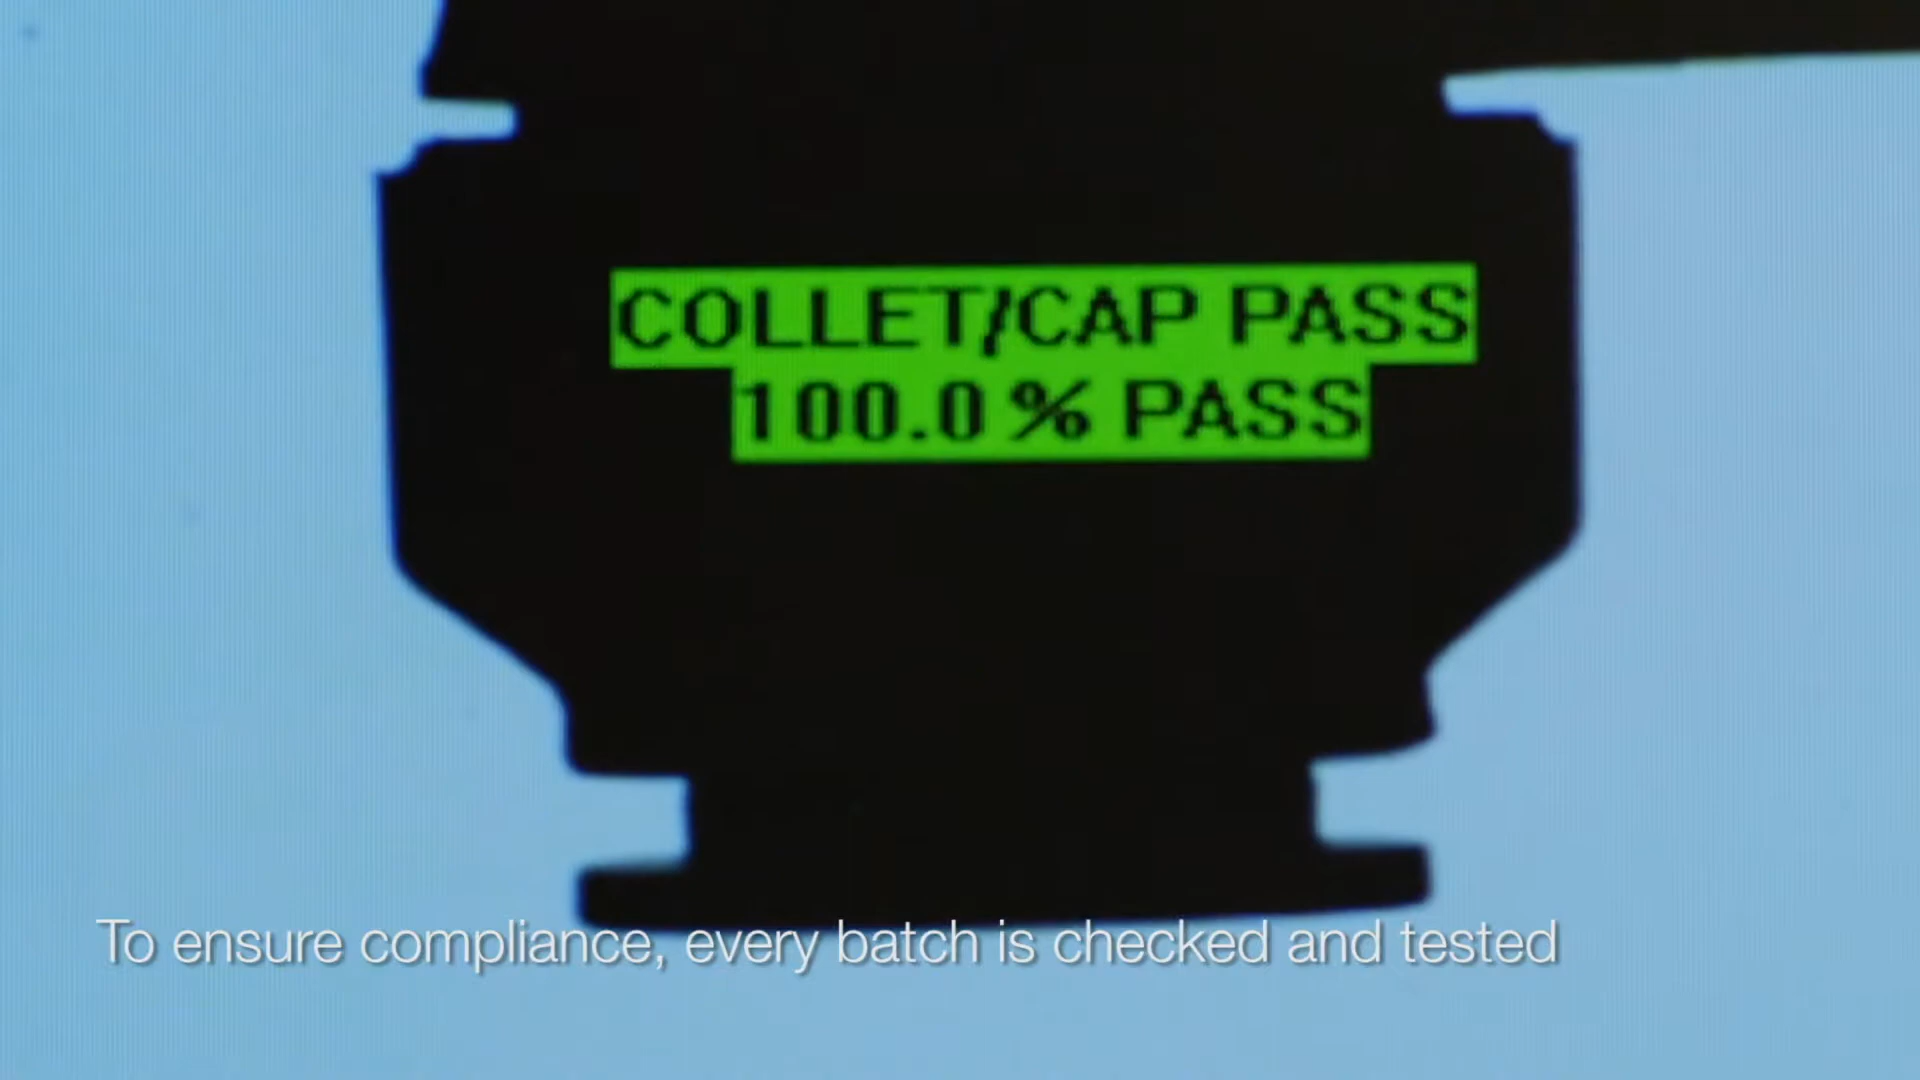 COLLET/CAP PASS
100.0% PASS
To ensure compliance, every batch is checked and tested